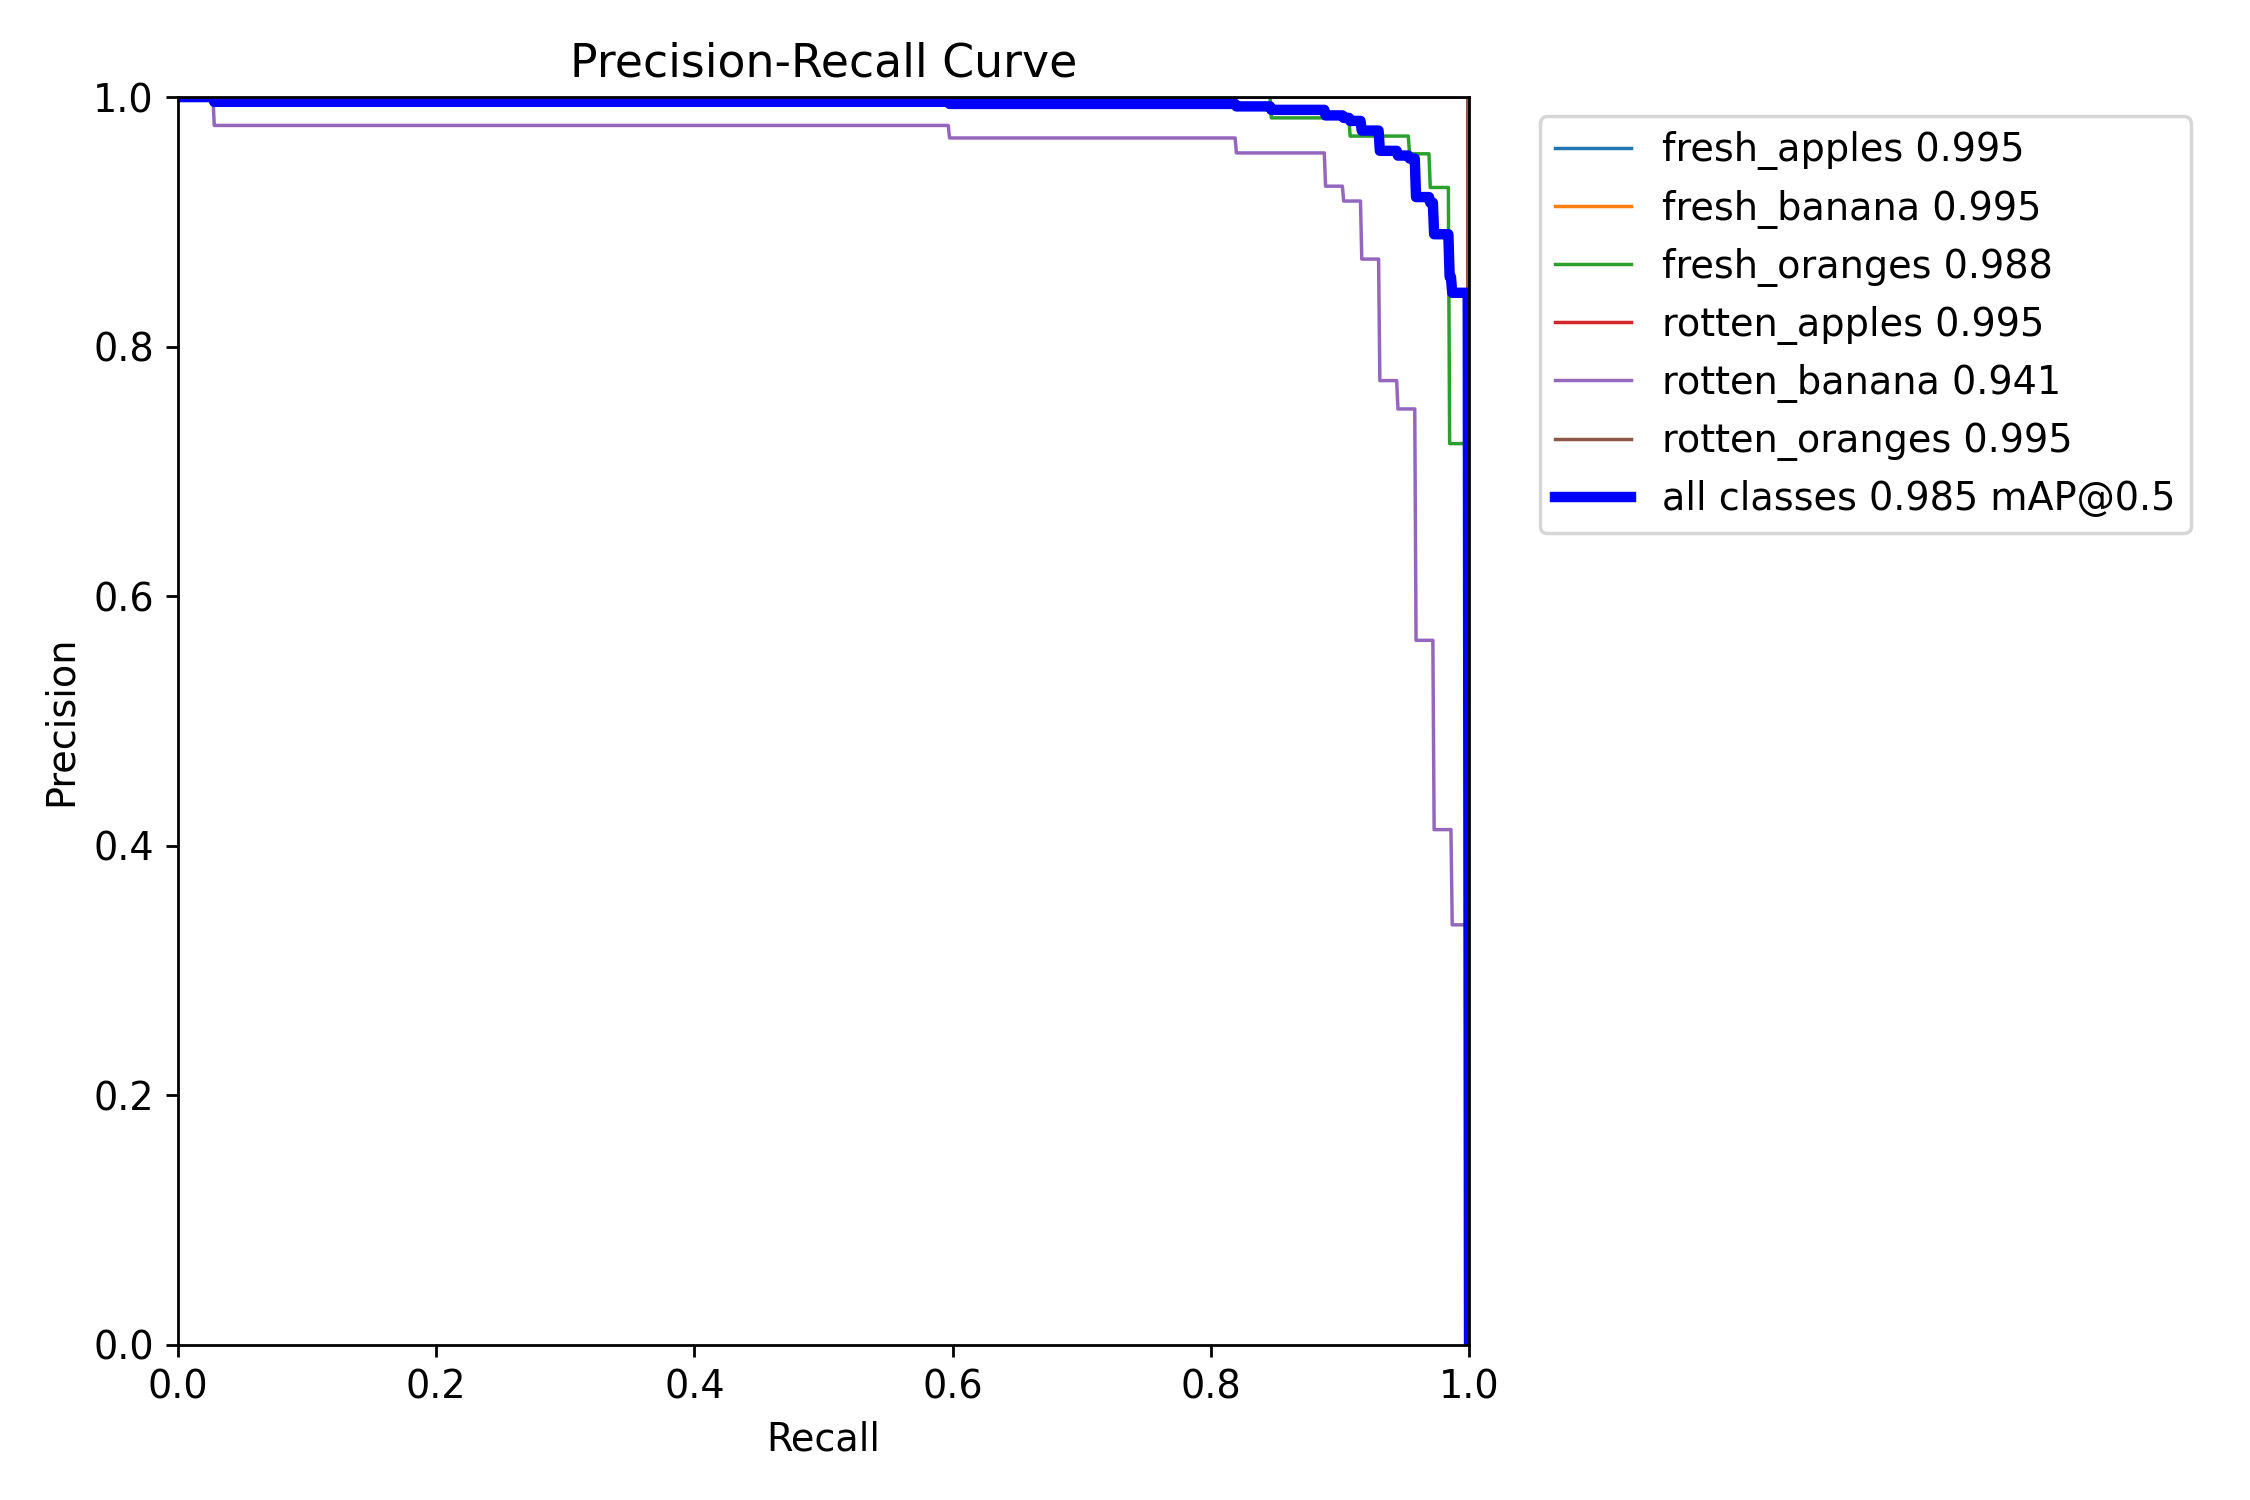 Precision-Recall Curve
1.0
0.8
0.6
0.4
0.2
0.0
Precision
0.0 0.2 0.4 0.6 0.8 1.0
Recall
fresh_apples 0.995
fresh_banana 0.995
fresh_oranges 0.988
rotten_apples 0.995
rotten_banana 0.941
rotten_oranges 0.995
all classes 0.985 mAP@0.5